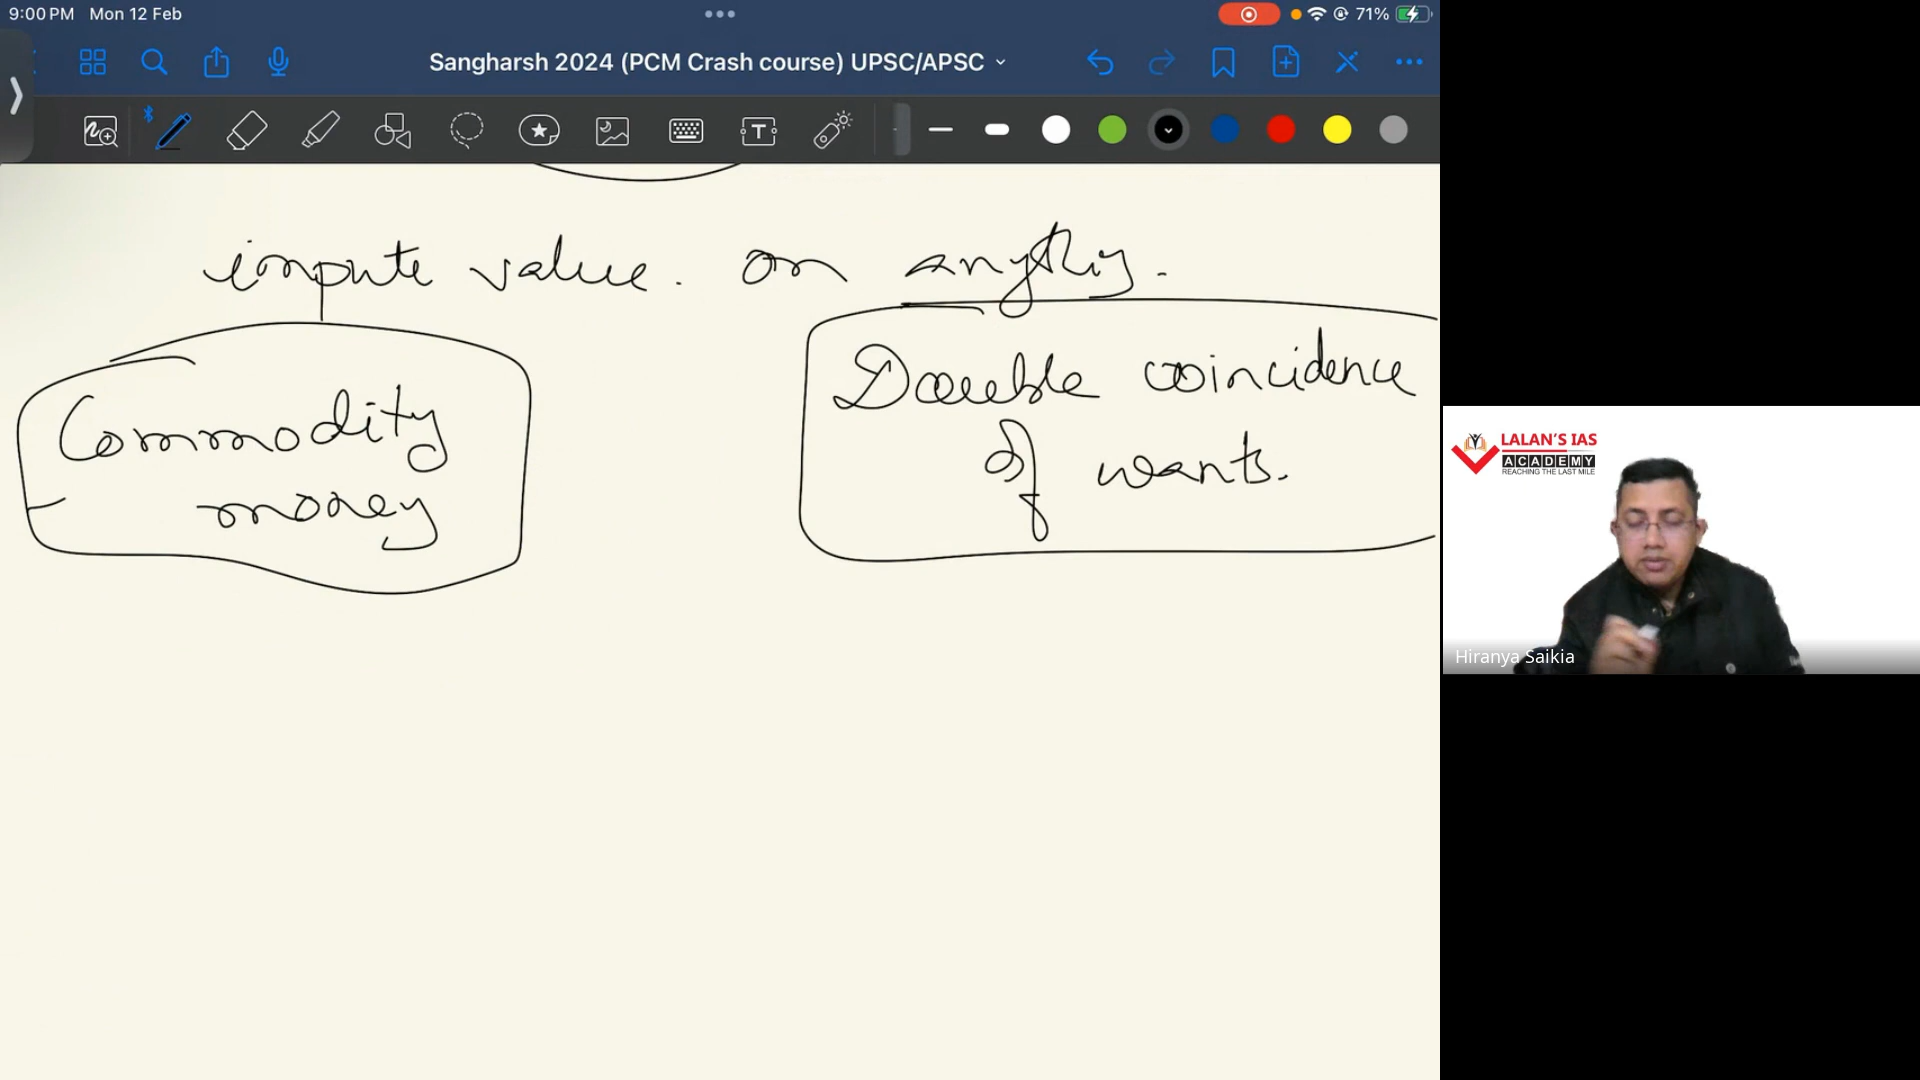 9:00 PM Mon 12 Feb
71%
Sangharsh 2024 (PCM Crash course) UPSC/APSC
impute value. on anythig.
Commodity
money
Double coincidence
of wants.
LALAN'S IAS
ACADEMY
REACHING THE LAST MILE
Hiranya Saikia